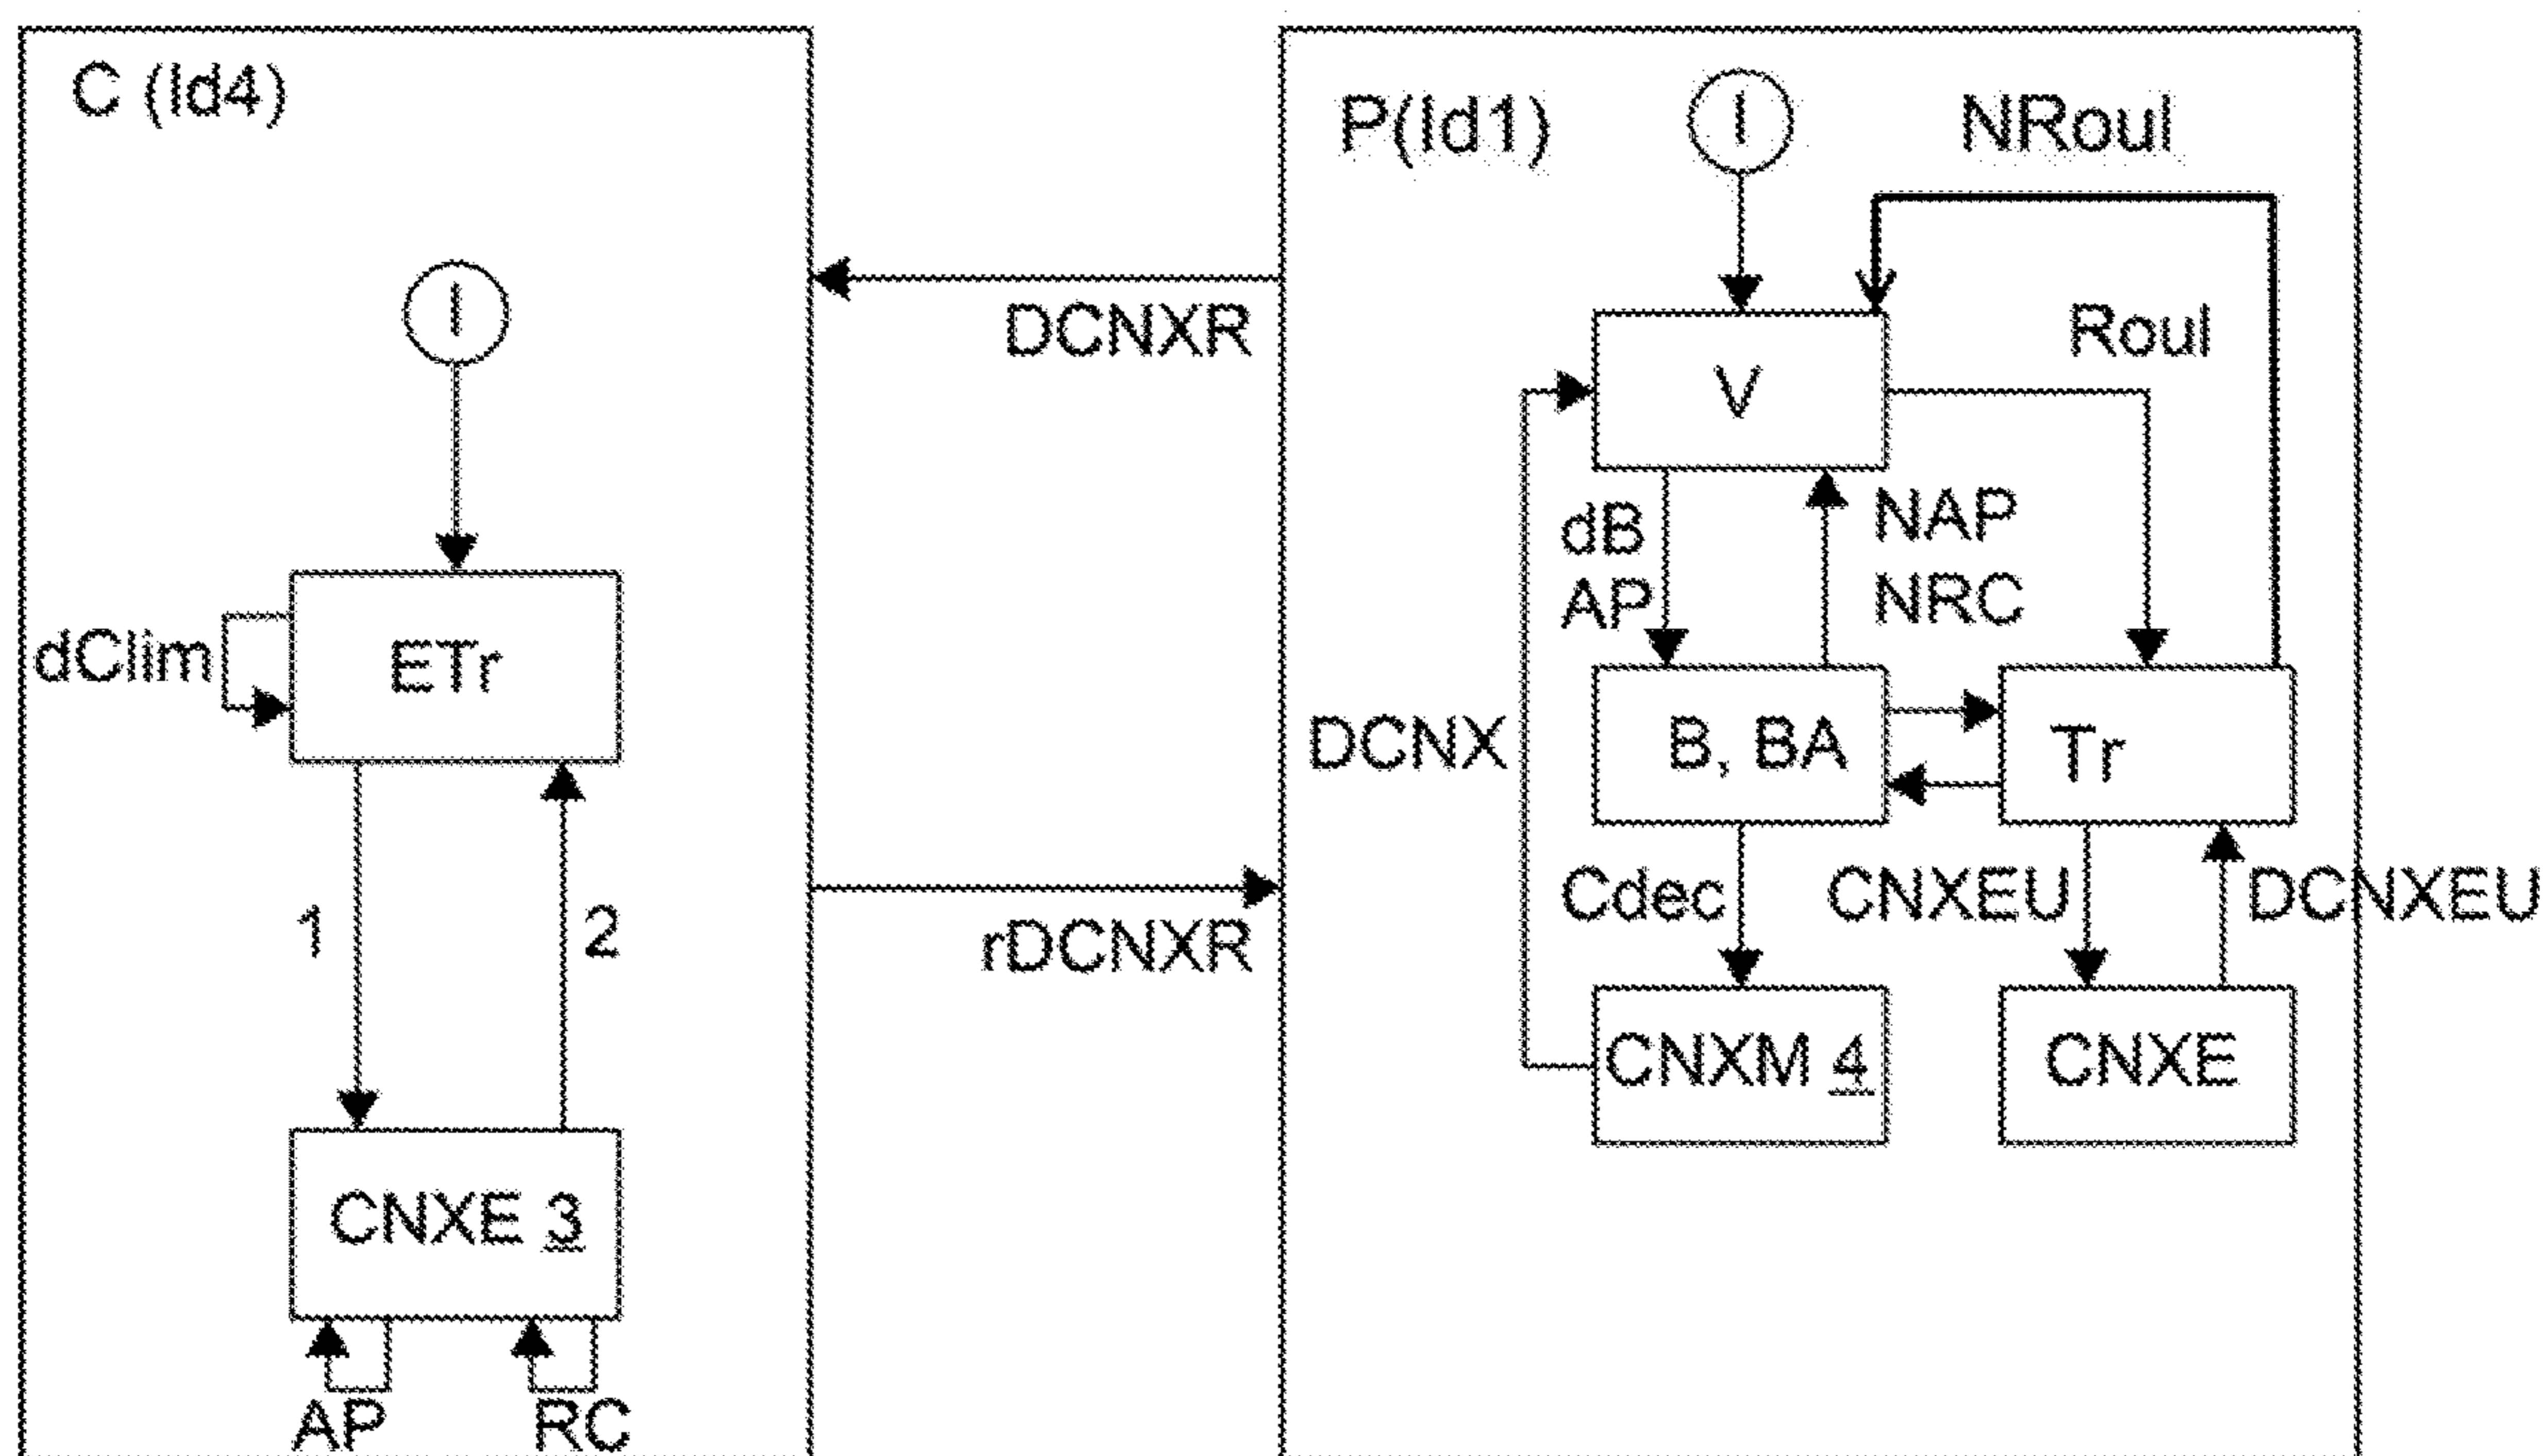 C (Id4)
I
dClim
ETr
1
2
CNXE 3
AP
RC
DCNXR
rDCNXR
P(Id1)
I
NRoul
V
Roul
dB
AP
NAP
NRC
DCNX
B, BA
Tr
Cdec
CNXEU
DCNXEU
CNXM 4
CNXE